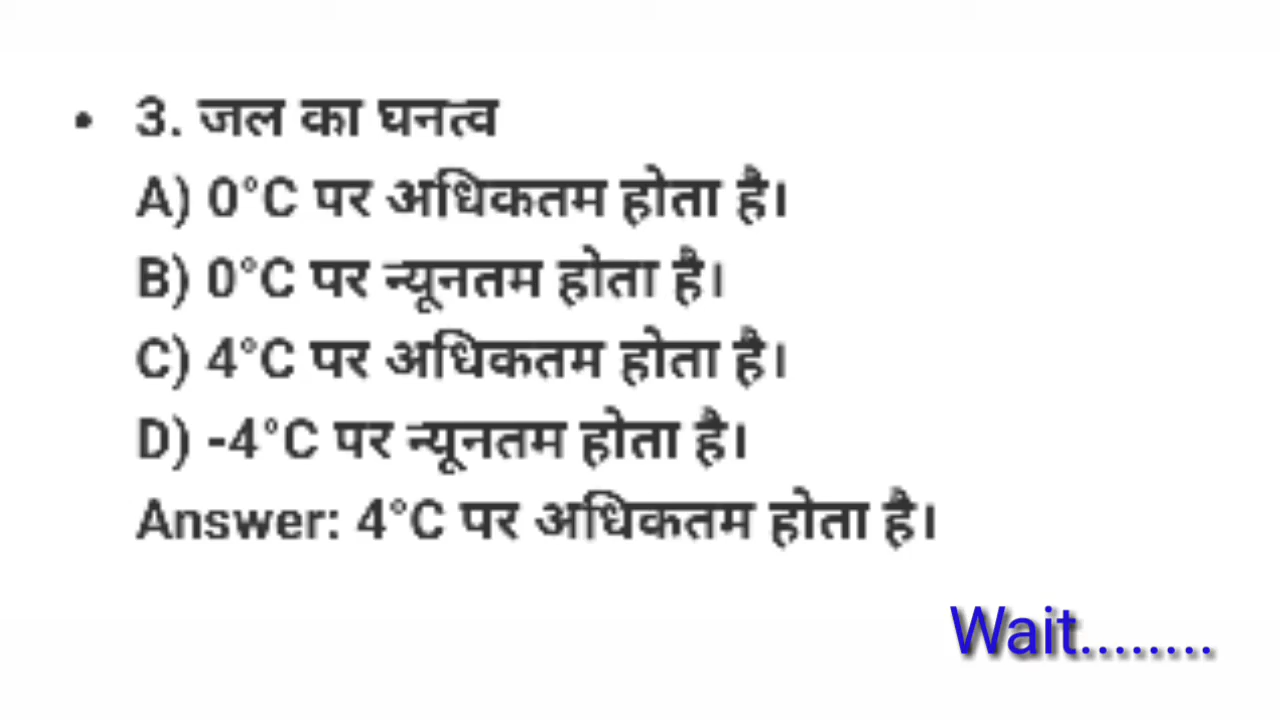 • 3. जल का घनत्व
A) 0°C पर अधिकतम होता है।
B) 0°C पर न्यूनतम होता है।
C) 4°C पर अधिकतम होता है।
D) -4°C पर न्यूनतम होता है।
Answer: 4°C पर अधिकतम होता है।
Wait........